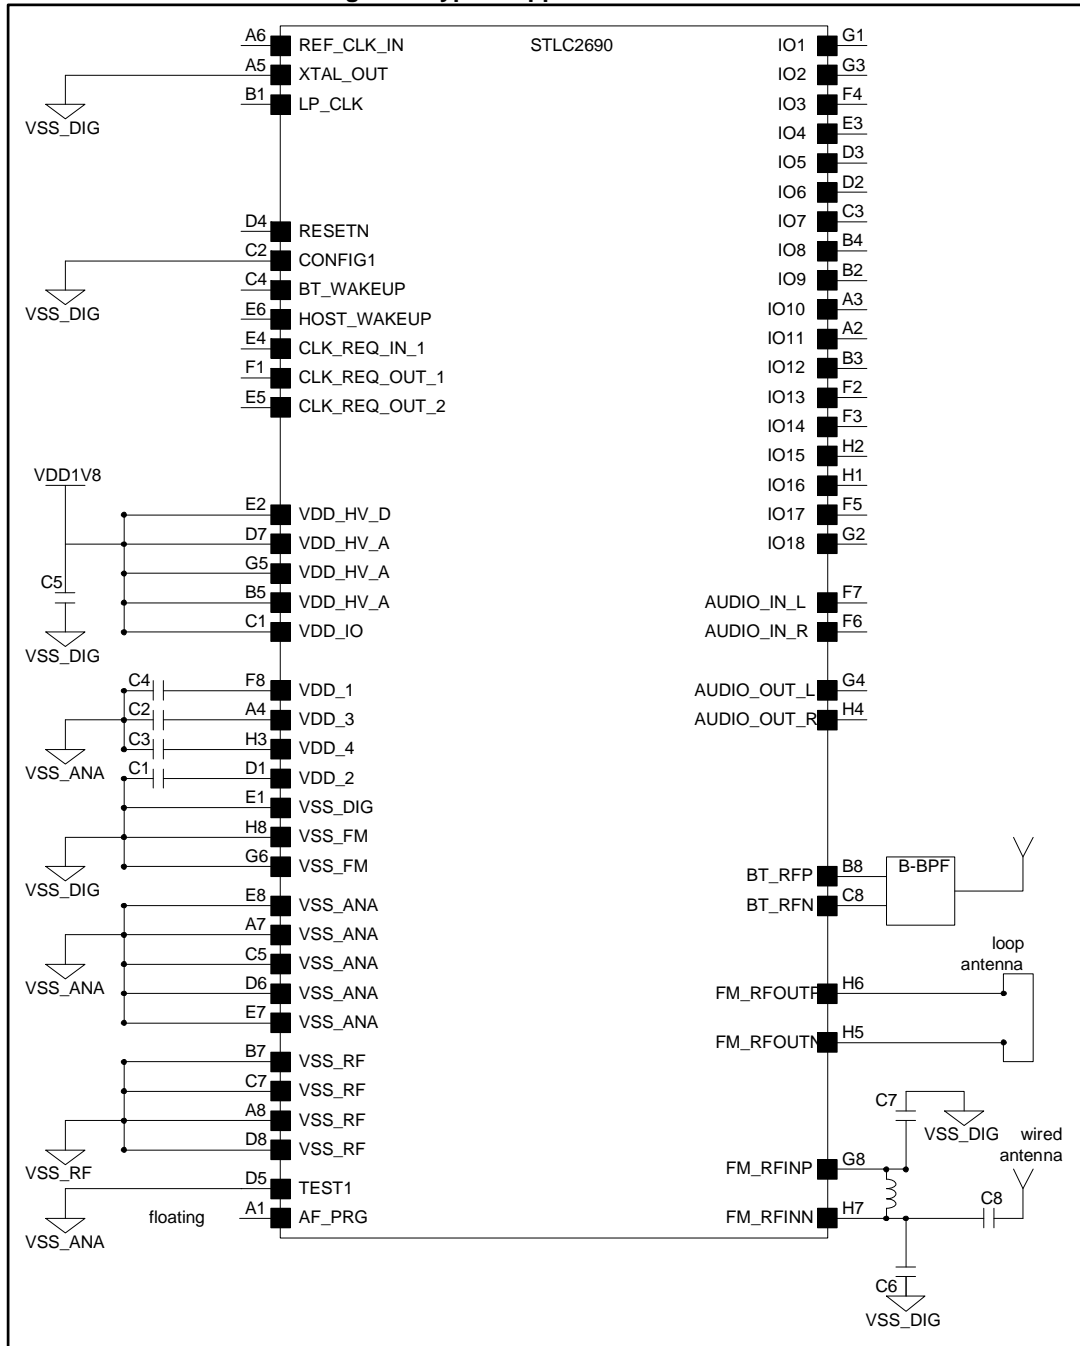 A6 REF_CLK_IN STLC2690 IO1 G1
A5 XTAL_OUT IO2 G3
B1 LP_CLK IO3 F4
VSS_DIG
IO4 E3
IO5 D3
IO6 D2
IO7 C3
D4 RESETN
IO8 B4
C2 CONFIG1
IO9 B2
C4 BT_WAKEUP
VSS_DIG
IO10 A3
E6 HOST_WAKEUP
IO11 A2
E4 CLK_REQ_IN_1
IO12 B3
F1 CLK_REQ_OUT_1
IO13 F2
E5 CLK_REQ_OUT_2
IO14 F3
IO15 H2
VDD1V8
IO16 H1
E2 VDD_HV_D IO17 F5
D7 VDD_HV_A IO18 G2
G5 VDD_HV_A
C5
B5 VDD_HV_A AUDIO_IN_L F7
C1 VDD_IO AUDIO_IN_R F6
VSS_DIG
C4 F8 VDD_1 AUDIO_OUT_L G4
C2 A4 VDD_3 AUDIO_OUT_R H4
C3 H3 VDD_4
VSS_ANA
C1 D1 VDD_2
E1 VSS_DIG
H8 VSS_FM
G6 VSS_FM
VSS_DIG
BT_RFP B8 B-BPF
E8 VSS_ANA BT_RFN C8
A7 VSS_ANA
loop
antenna
C5 VSS_ANA
VSS_ANA
D6 VSS_ANA FM_RFOUTP H6
E7 VSS_ANA
FM_RFOUTN H5
B7 VSS_RF
C7 VSS_RF
C7
A8 VSS_RF
VSS_DIG
wired
antenna
D8 VSS_RF
VSS_RF
FM_RFINP G8
D5 TEST1
C8
floating A1 AF_PRG FM_RFINN H7
VSS_ANA
C6
VSS_DIG